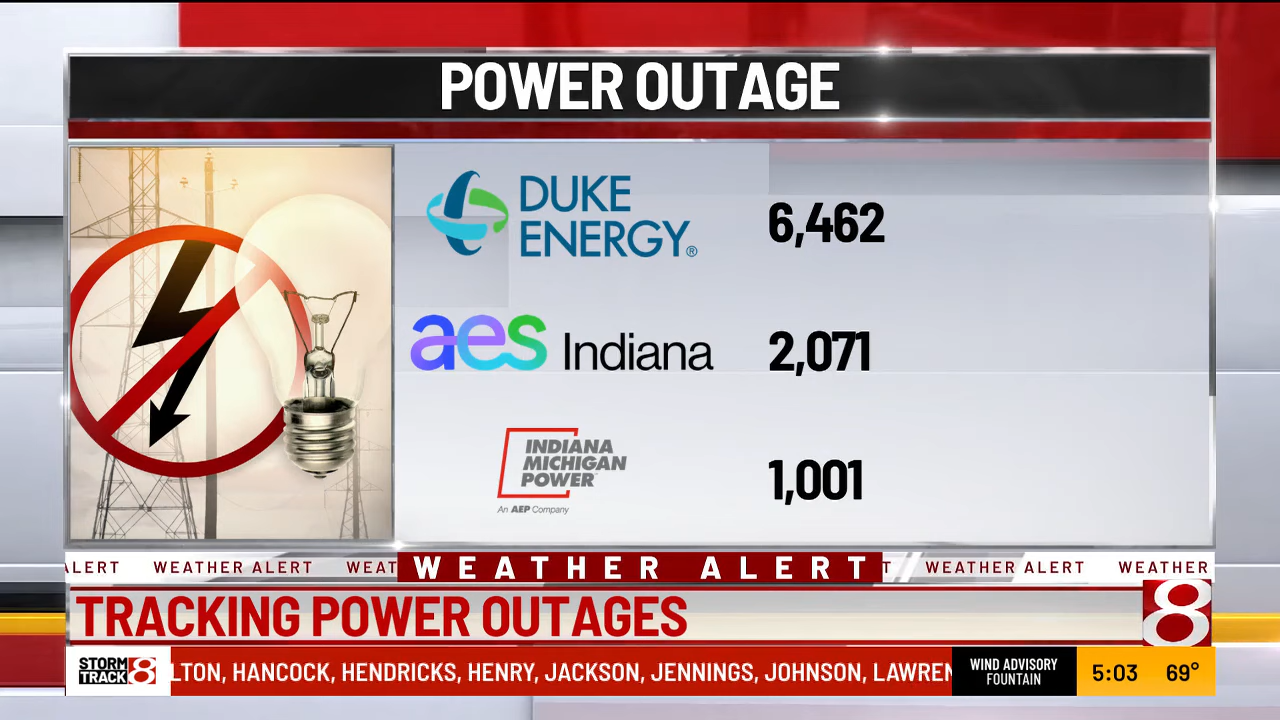 POWER OUTAGE
DUKE
ENERGY®
6,462
aes Indiana
2,071
INDIANA
MICHIGAN
POWER
An AEP Company
1,001
ALERT WEATHER ALERT WEAT WEATHER ALERT T WEATHER ALERT WEATHER
TRACKING POWER OUTAGES
8
STORM
TRACK 8
LTON, HANCOCK, HENDRICKS, HENRY, JACKSON, JENNINGS, JOHNSON, LAWREN
WIND ADVISORY
FOUNTAIN
5:03 69°